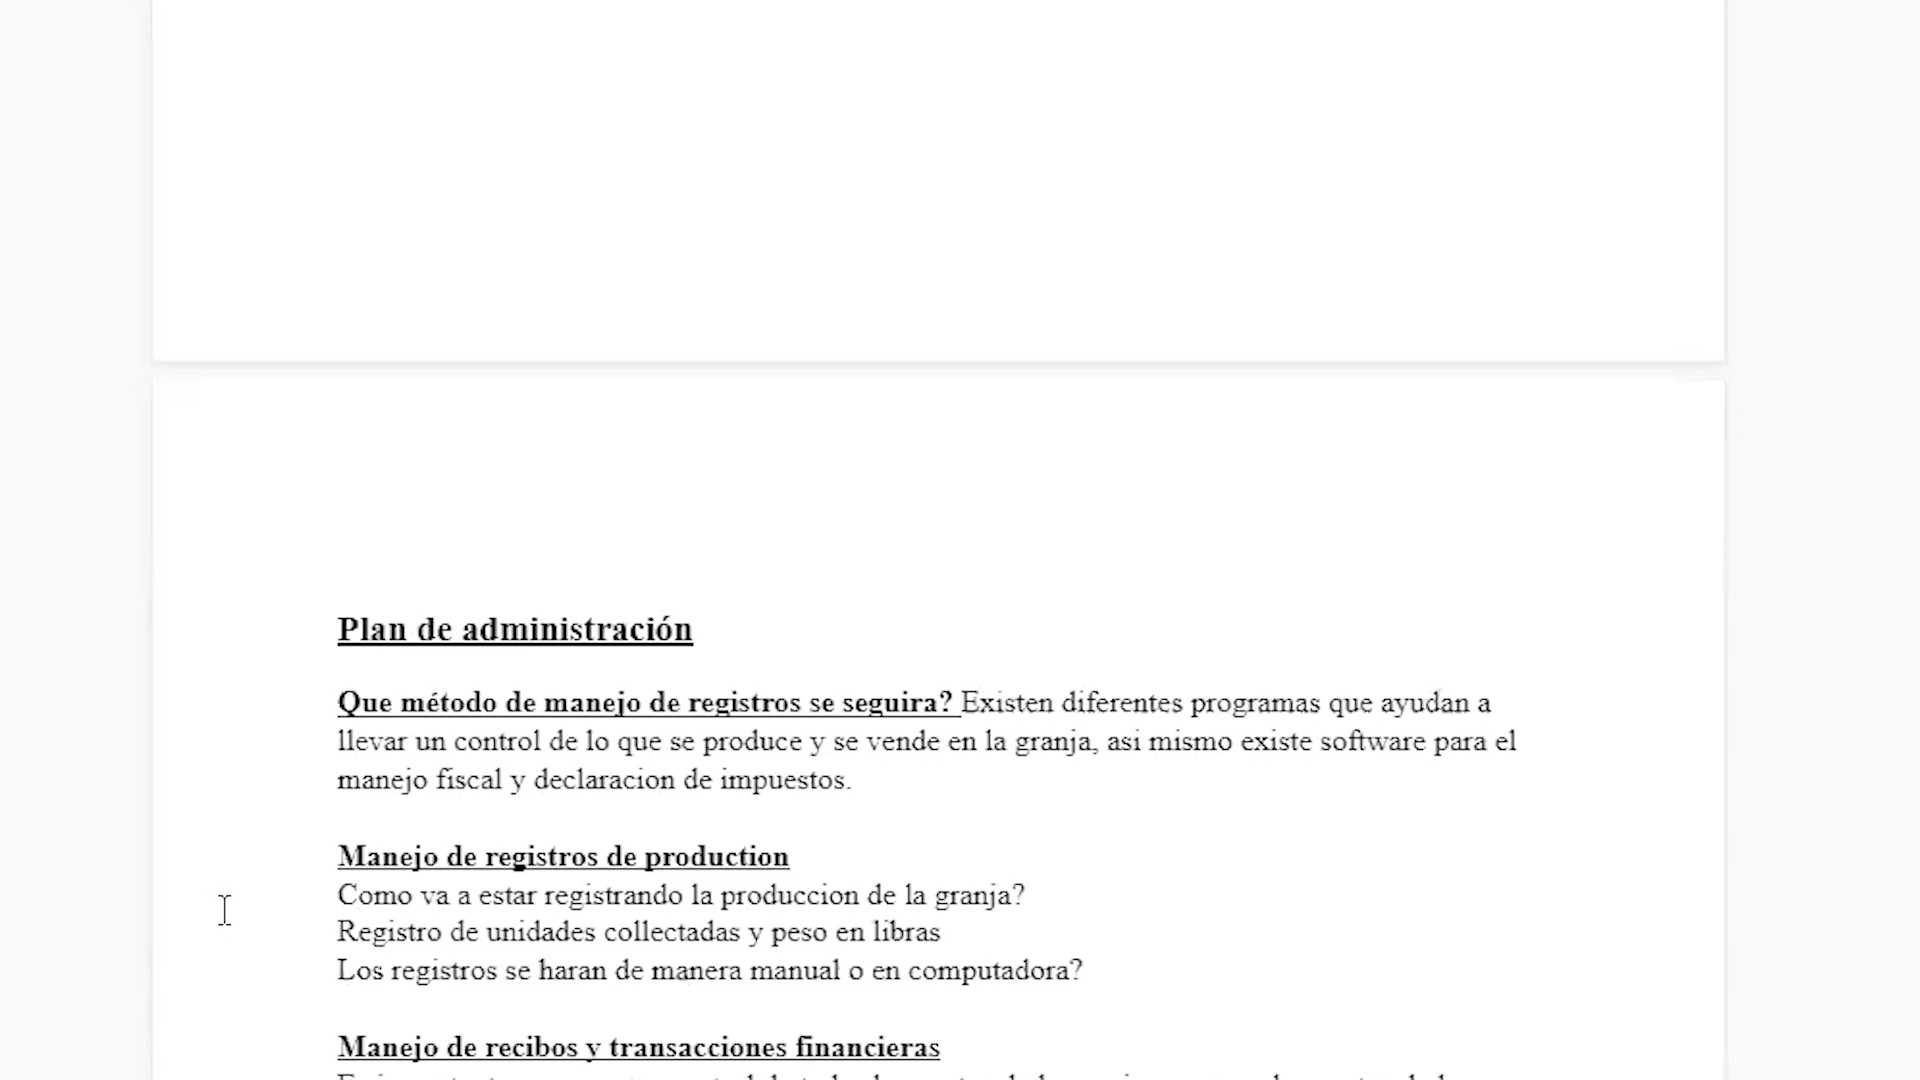 Plan de administración
Que método de manejo de registros se seguira? Existen diferentes programas que ayudan a
llevar un control de lo que se produce y se vende en la granja, asi mismo existe software para el
manejo fiscal y declaracion de impuestos.
Manejo de registros de production
Como va a estar registrando la produccion de la granja?
Registro de unidades collectadas y peso en libras
Los registros se haran de manera manual o en computadora?
Manejo de recibos y transacciones financieras